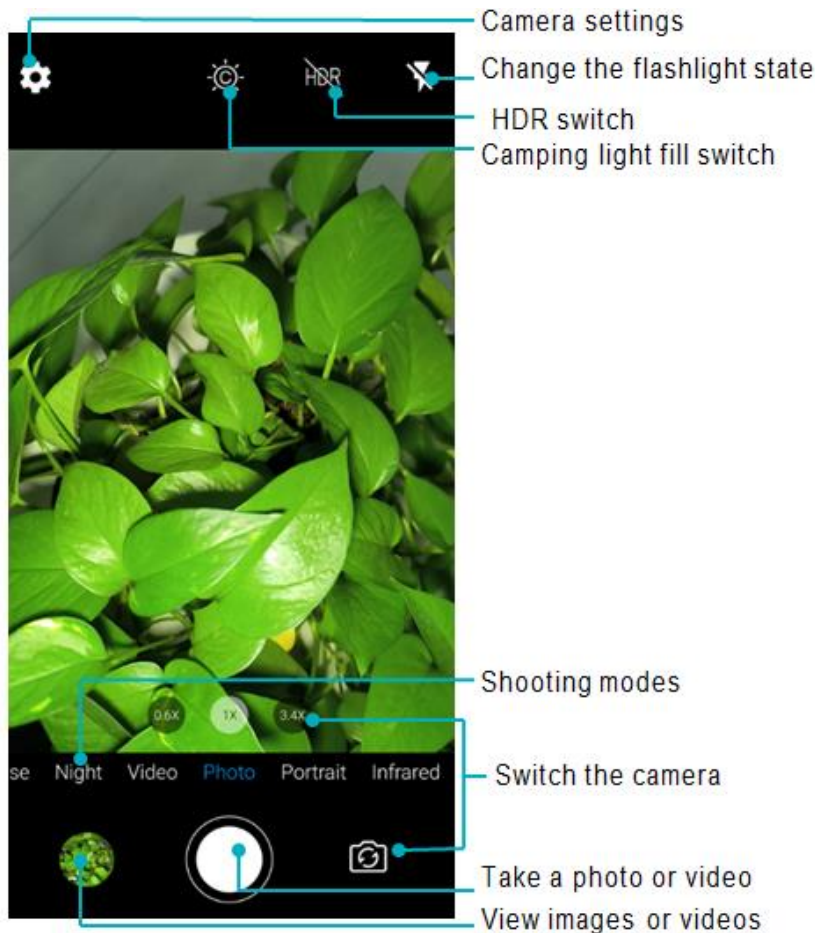 Camera settings
Change the flashlight state
HDR
HDR switch
Camping light fill switch
Shooting modes
0.6X 1X 3.4X
se Night Video Photo Portrait Infrared
Switch the camera
Take a photo or video
View images or videos